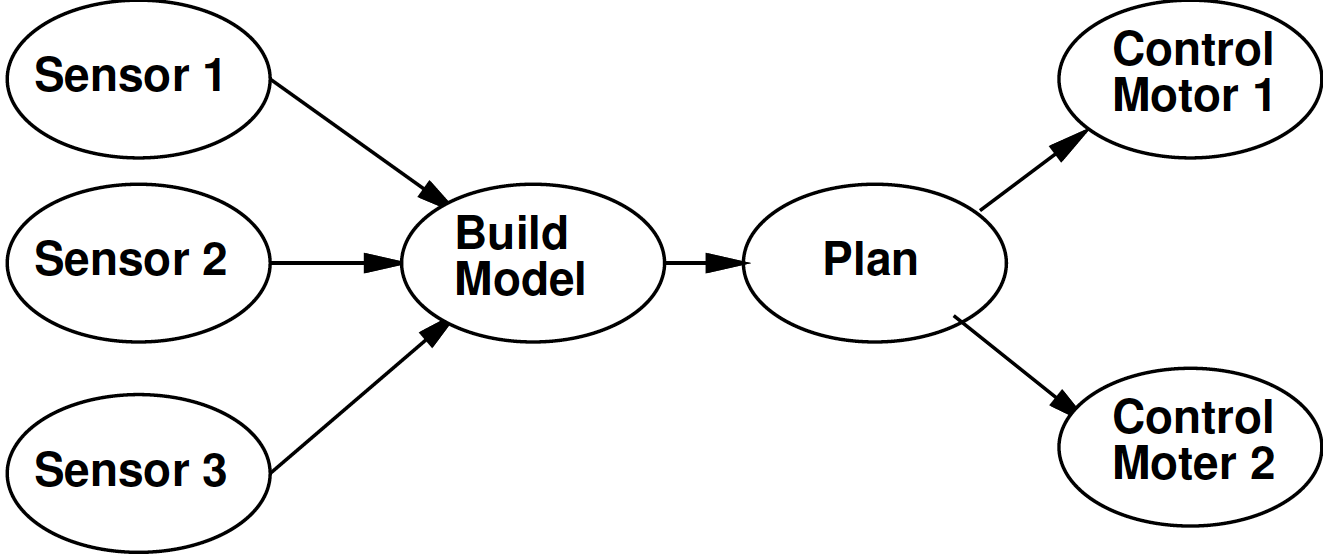 Sensor 1
Sensor 2
Sensor 3
Build
Model
Plan
Control
Motor 1
Control
Moter 2